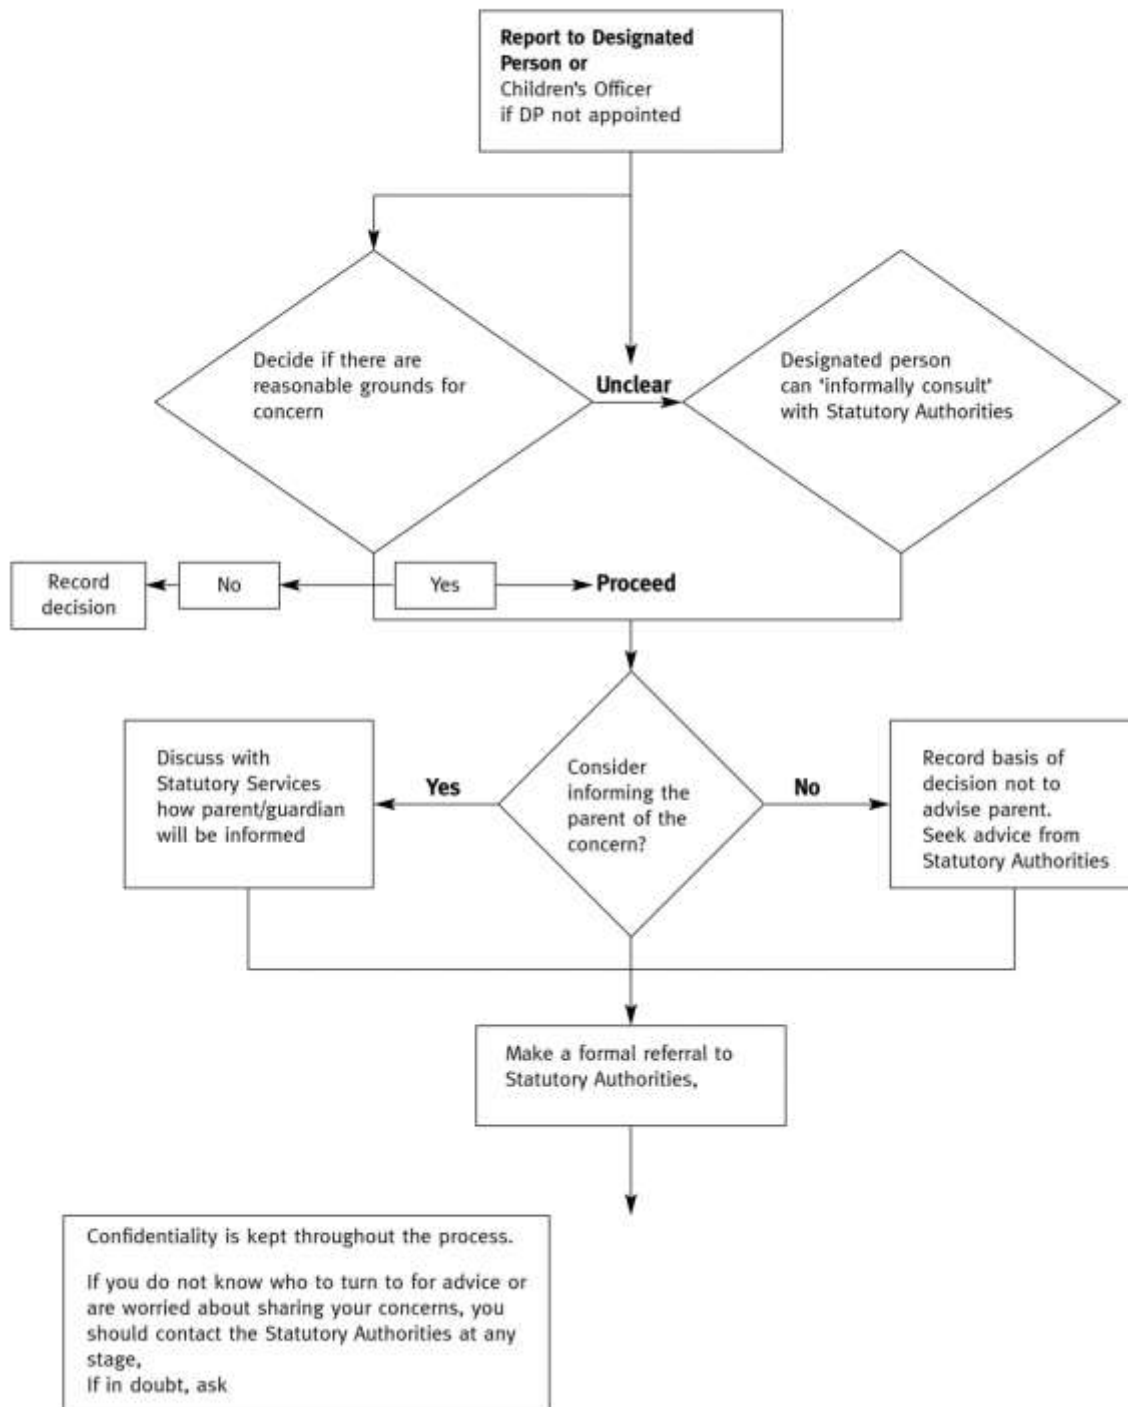 Report to Designated
Person or
Children's Officer
if DP not appointed
Decide if there are
reasonable grounds for
concern
Unclear
Designated person
can ‘informally consult’
with Statutory Authorities
Record
decision
No
Yes
Proceed
Discuss with
Statutory Services
how parent/guardian
will be informed
Yes
Consider
informing the
parent of the
concern?
No
Record basis of
decision not to
advise parent.
Seek advice from
Statutory Authorities
Make a formal referral to
Statutory Authorities,
Confidentiality is kept throughout the process.
If you do not know who to turn to for advice or
are worried about sharing your concerns, you
should contact the Statutory Authorities at any
stage,
If in doubt, ask